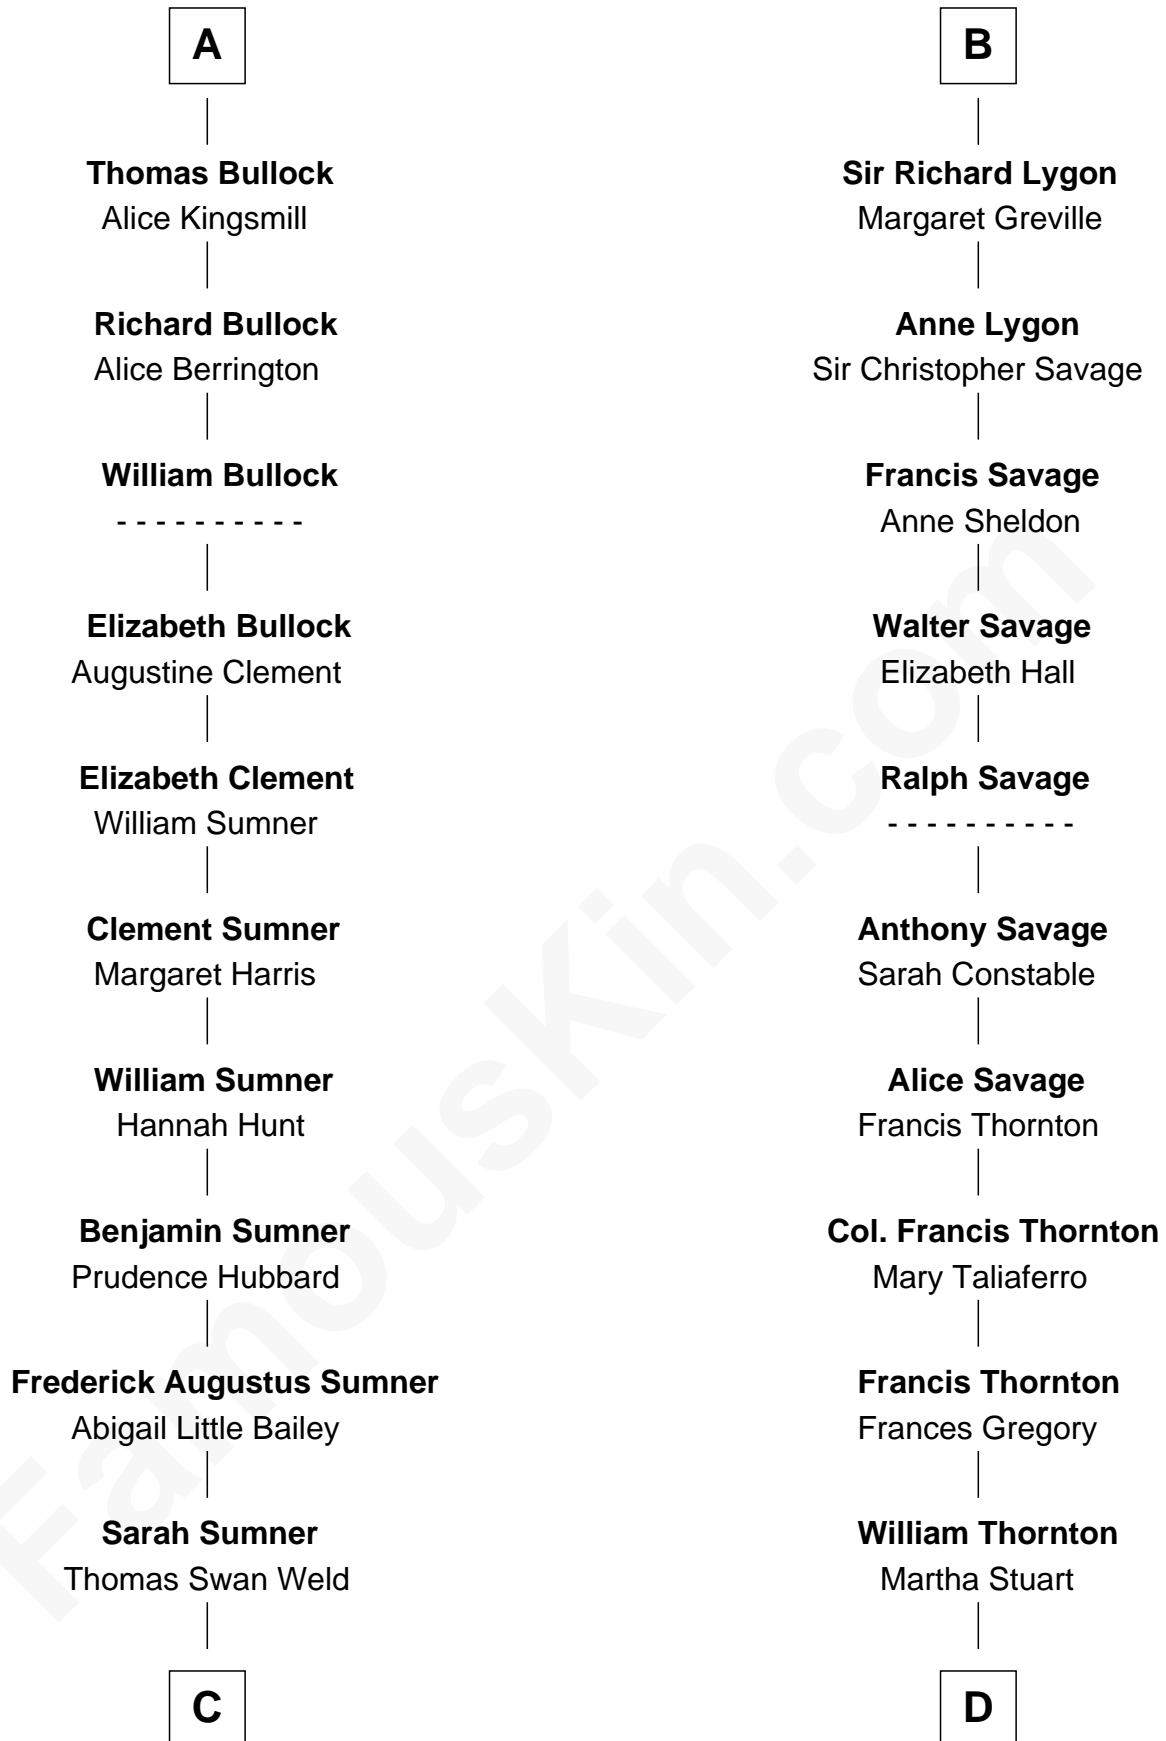 A
Thomas Bullock
Alice Kingsmill
Richard Bullock
Alice Berrington
William Bullock
- - - - - - - - - -
Elizabeth Bullock
Augustine Clement
Elizabeth Clement
William Sumner
Clement Sumner
Margaret Harris
William Sumner
Hannah Hunt
Benjamin Sumner
Prudence Hubbard
Frederick Augustus Sumner
Abigail Little Bailey
Sarah Sumner
Thomas Swan Weld
C
B
Sir Richard Lygon
Margaret Greville
Anne Lygon
Sir Christopher Savage
Francis Savage
Anne Sheldon
Walter Savage
Elizabeth Hall
Ralph Savage
- - - - - - - - - -
Anthony Savage
Sarah Constable
Alice Savage
Francis Thornton
Col. Francis Thornton
Mary Taliaferro
Francis Thornton
Frances Gregory
William Thornton
Martha Stuart
D
FamousKin.com